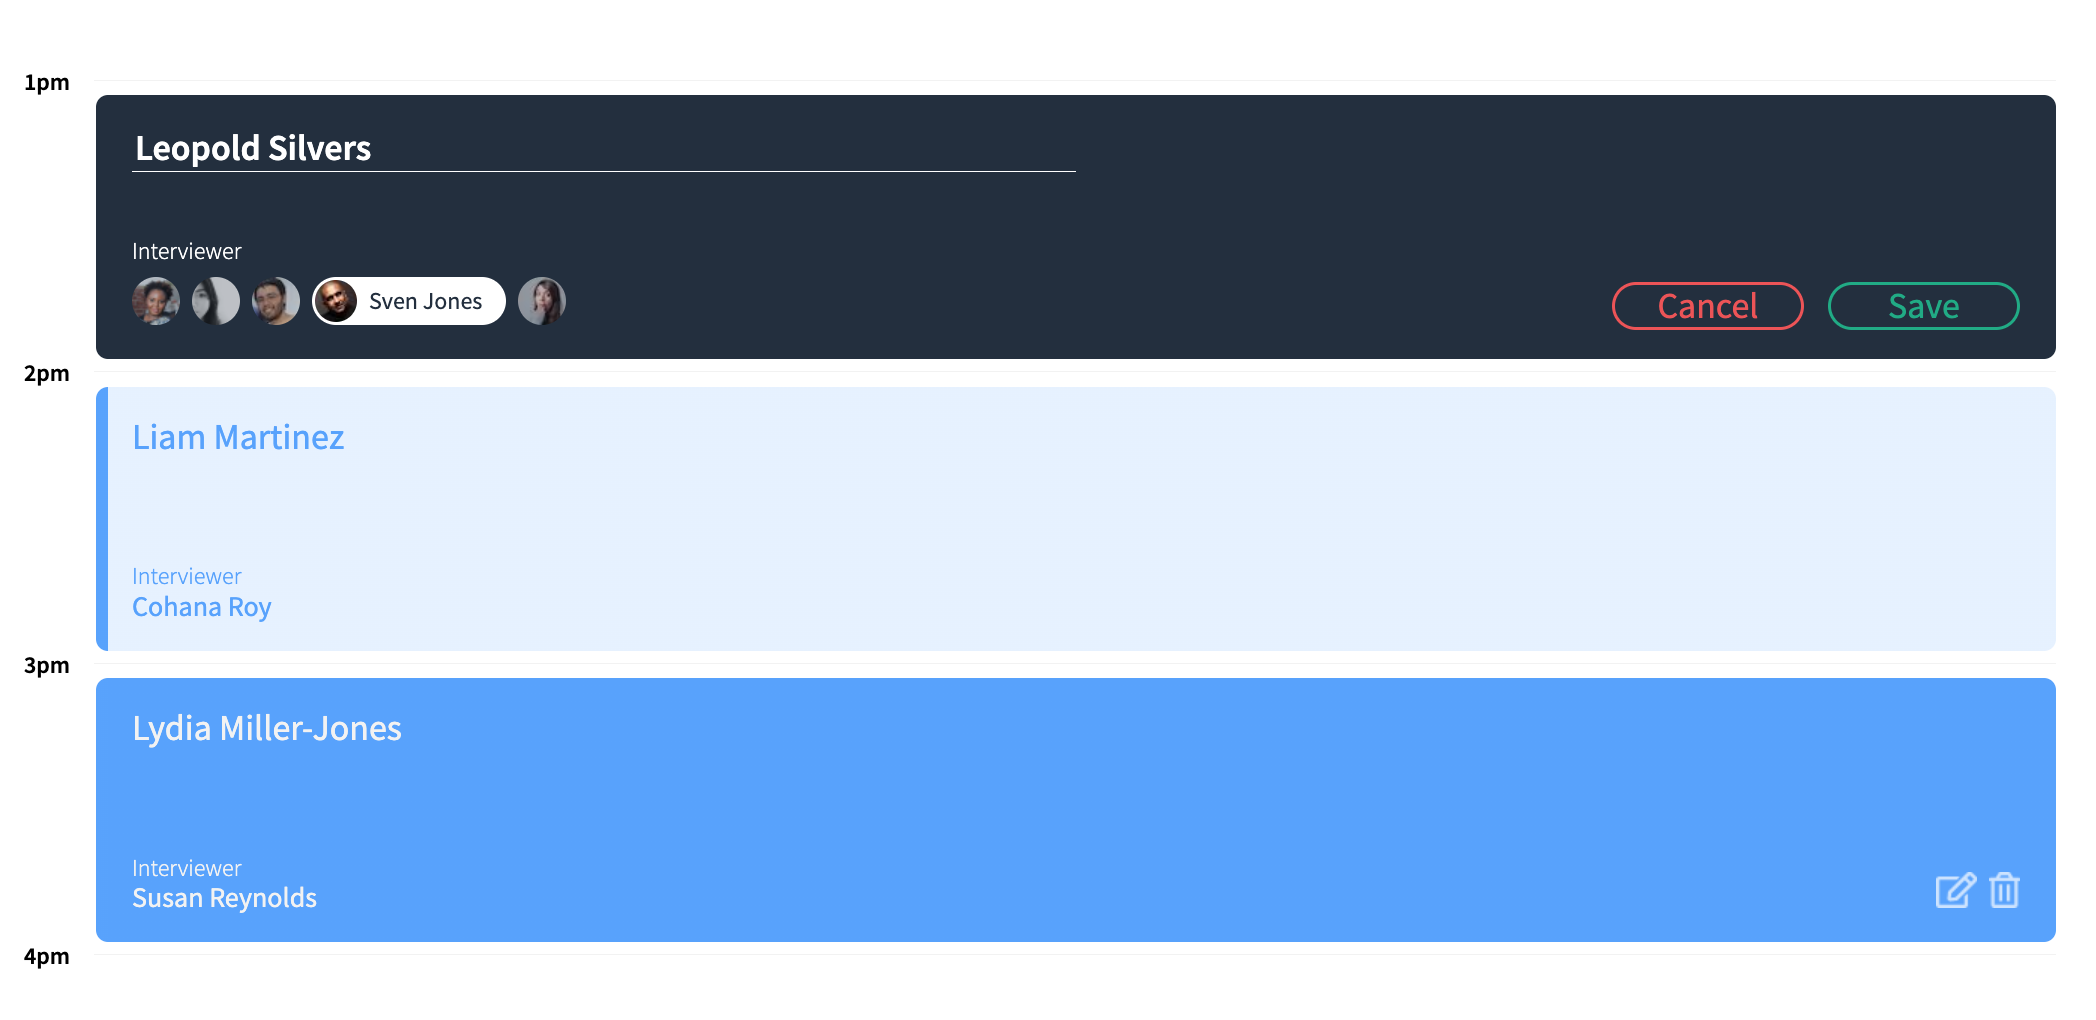 1pm
Leopold Silvers
Interviewer
Sven Jones
Cancel
Save
2pm
Liam Martinez
Interviewer
Cohana Roy
3pm
Lydia Miller-Jones
Interviewer
Susan Reynolds
4pm